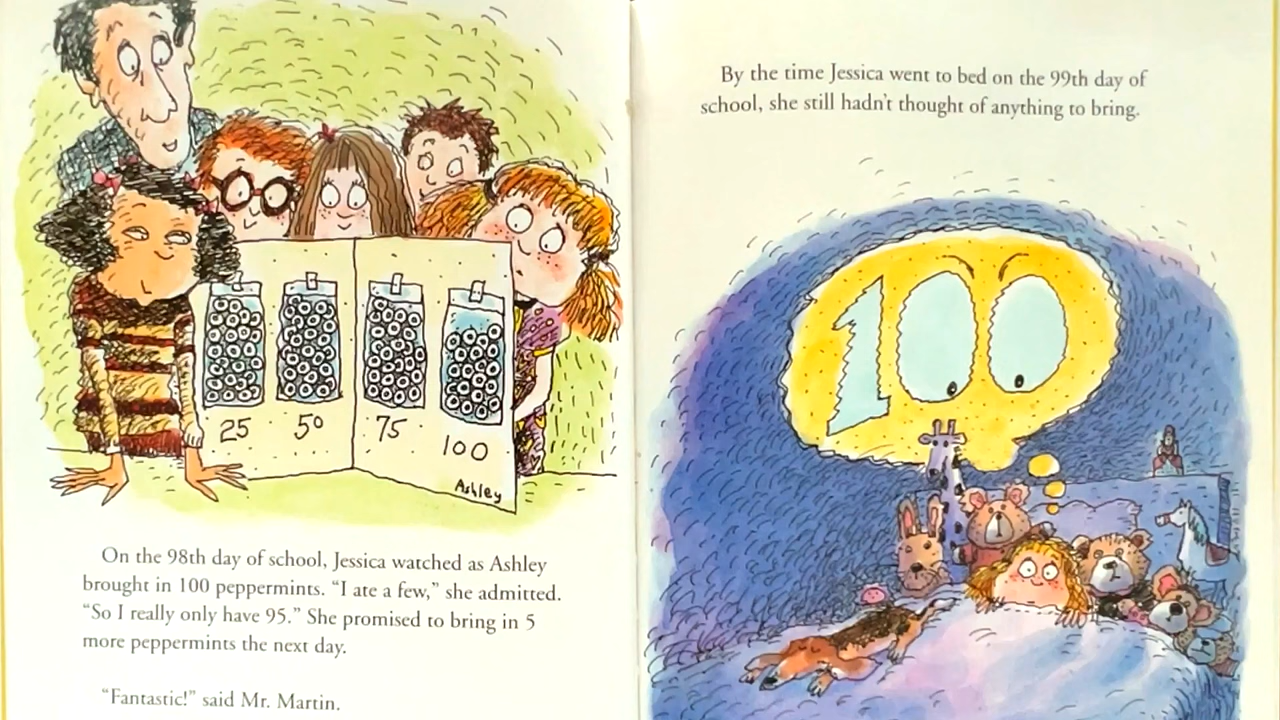 25 50 75 100
Ashley
On the 98th day of school, Jessica watched as Ashley
brought in 100 peppermints. “I ate a few,” she admitted.
“So I really only have 95.” She promised to bring in 5
more peppermints the next day.
“Fantastic!” said Mr. Martin.
By the time Jessica went to bed on the 99th day of
school, she still hadn’t thought of anything to bring.
100